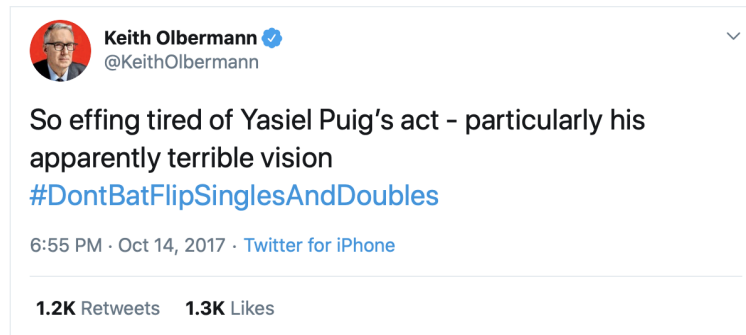 Keith Olbermann
@KeithOlbermann
So effing tired of Yasiel Puig’s act - particularly his
apparently terrible vision
#DontBatFlipSinglesAndDoubles
6:55 PM · Oct 14, 2017 · Twitter for iPhone
1.2K Retweets 1.3K Likes